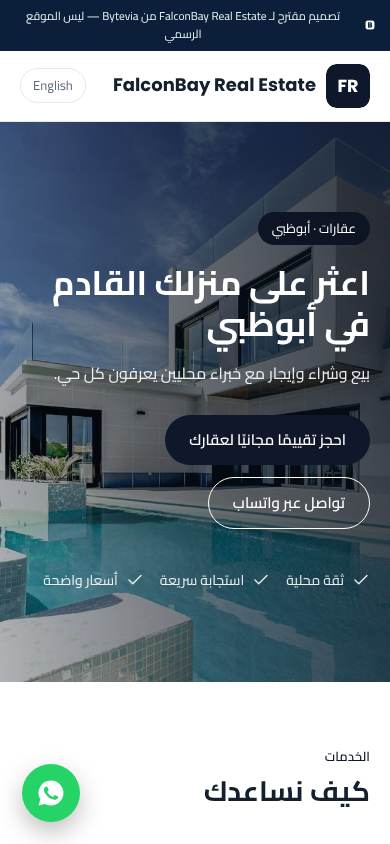 تصميم مقترح لـ FalconBay Real Estate من Bytevia — ليس الموقع
الرسمي
B
FR
FalconBay Real Estate
English
عقارات · أبوظبي
اعثر على منزلك القادم
في أبوظبي
بيع وشراء وإيجار مع خبراء محليين يعرفون كل حي.
احجز تقييمًا مجانيًا لعقارك
تواصل عبر واتساب
ثقة محلية
استجابة سريعة
أسعار واضحة
الخدمات
كيف نساعدك